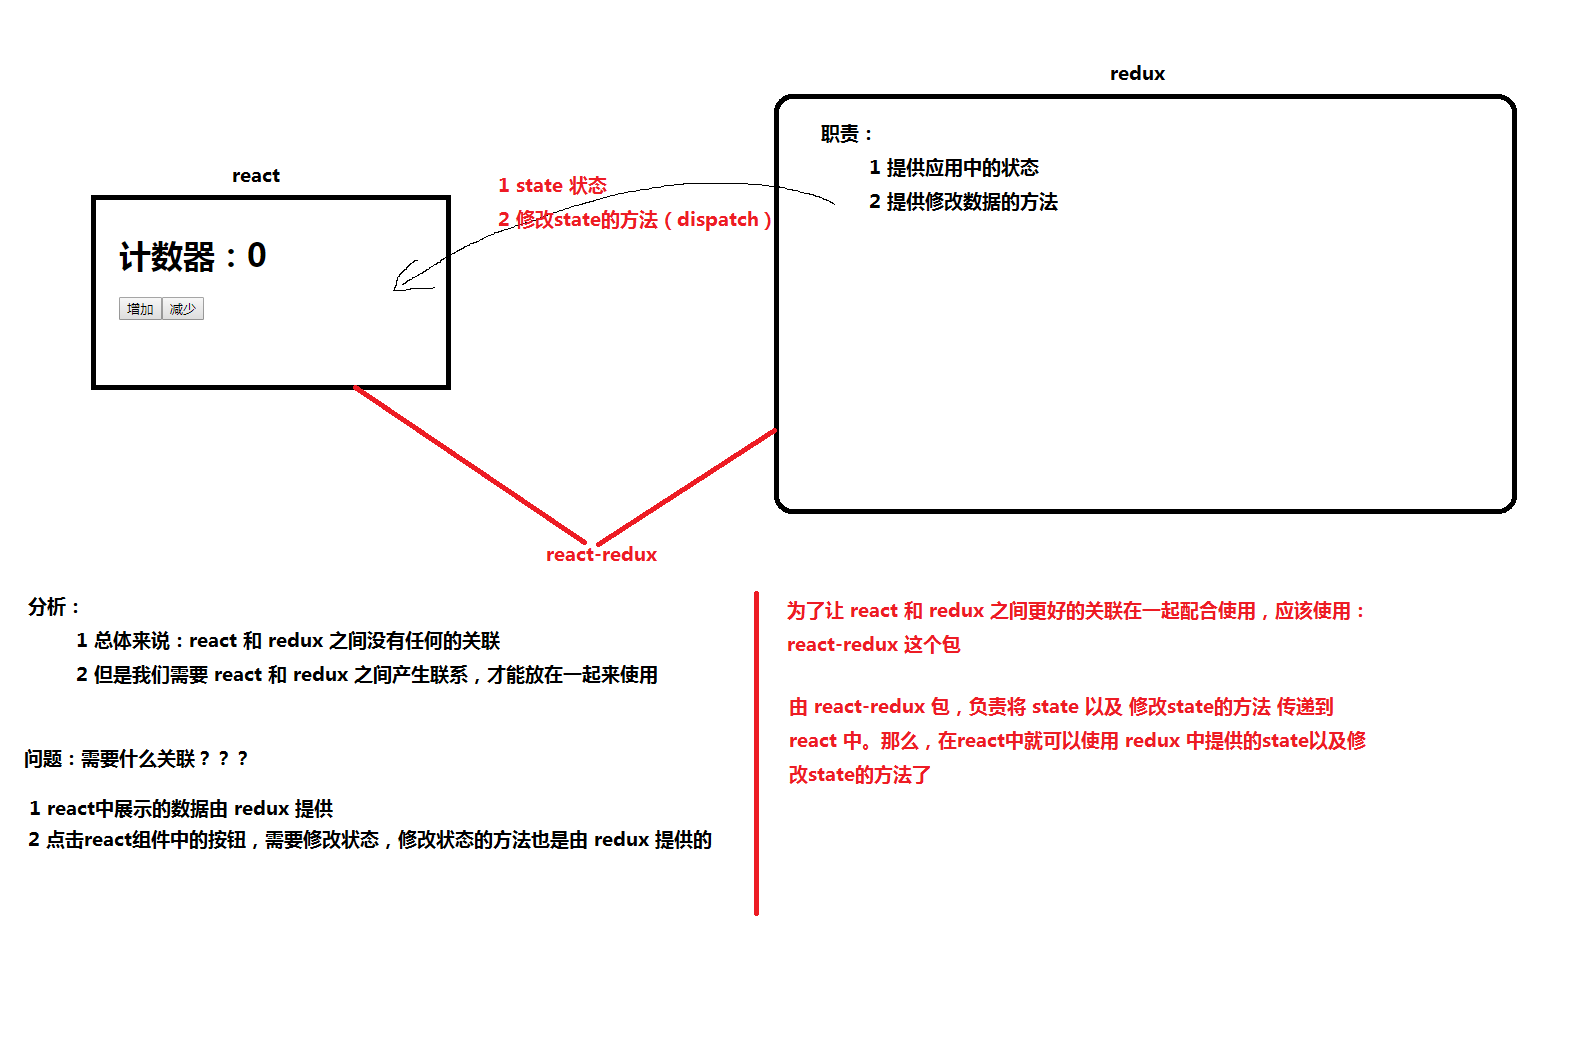 redux
职责：
1 提供应用中的状态
2 提供修改数据的方法
react
1 state 状态
2 修改state的方法（dispatch）
计数器：0
增加 减少
react-redux
分析：
1 总体来说：react 和 redux 之间没有任何的关联
2 但是我们需要 react 和 redux 之间产生联系，才能放在一起来使用
问题：需要什么关联？？？
1 react中展示的数据由 redux 提供
2 点击react组件中的按钮，需要修改状态，修改状态的方法也是由 redux 提供的
为了让 react 和 redux 之间更好的关联在一起配合使用，应该使用：
react-redux 这个包
由 react-redux 包，负责将 state 以及 修改state的方法 传递到
react 中。那么，在react中就可以使用 redux 中提供的state以及修
改state的方法了